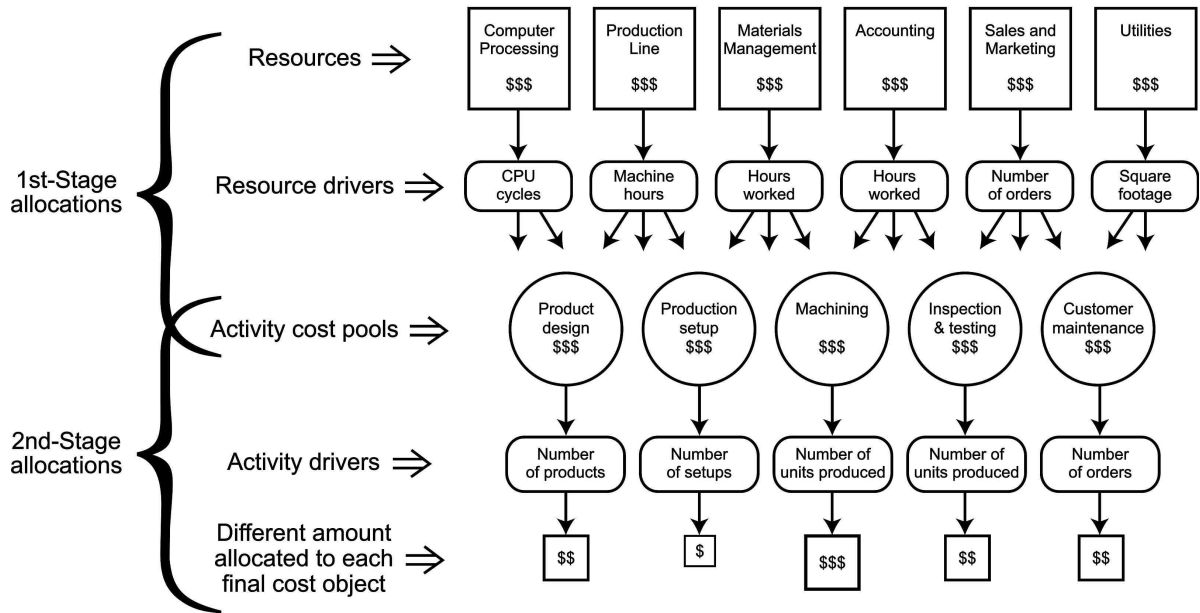 Resources
Computer
Processing
$$$
Production
Line
$$$
Materials
Management
$$$
Accounting
$$$
Sales and
Marketing
$$$
Utilities
$$$
1st-Stage
allocations
Resource drivers
CPU
cycles
Machine
hours
Hours
worked
Hours
worked
Number
of orders
Square
footage
Activity cost pools
Product
design
$$$
Production
setup
$$$
Machining
$$$
Inspection
& testing
$$$
Customer
maintenance
$$$
2nd-Stage
allocations
Activity drivers
Number
of products
Number
of setups
Number of
units produced
Number of
units produced
Number
of orders
Different amount
allocated to each
final cost object
$$
$
$$$
$$
$$